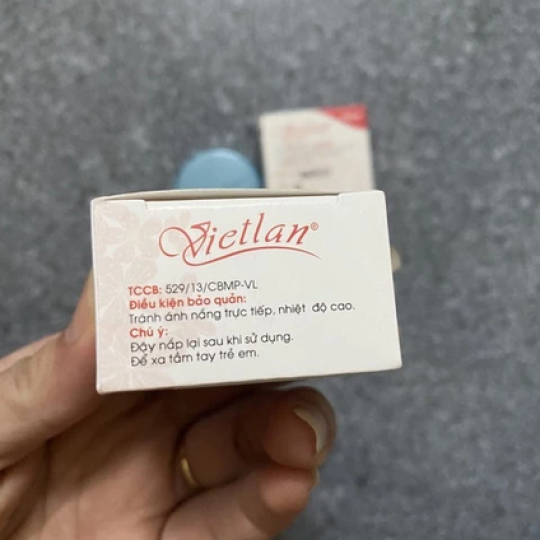 Vietlan®
TCCB: 529/13/CBMP-VL
Điều kiện bảo quản:
Tránh ánh nắng trực tiếp, nhiệt độ cao.
Chú ý:
Đậy nắp lại sau khi sử dụng.
Để xa tầm tay trẻ em.